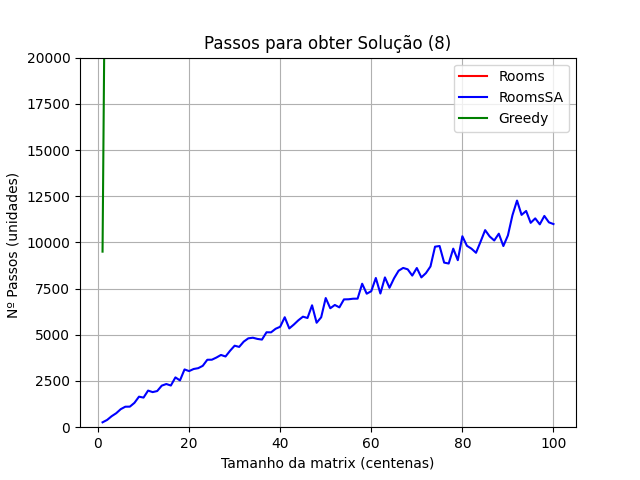 Passos para obter Solução (8)
Rooms
RoomsSA
Greedy
Nº Passos (unidades)
20000
17500
15000
12500
10000
7500
5000
2500
0
0 20 40 60 80 100
Tamanho da matrix (centenas)